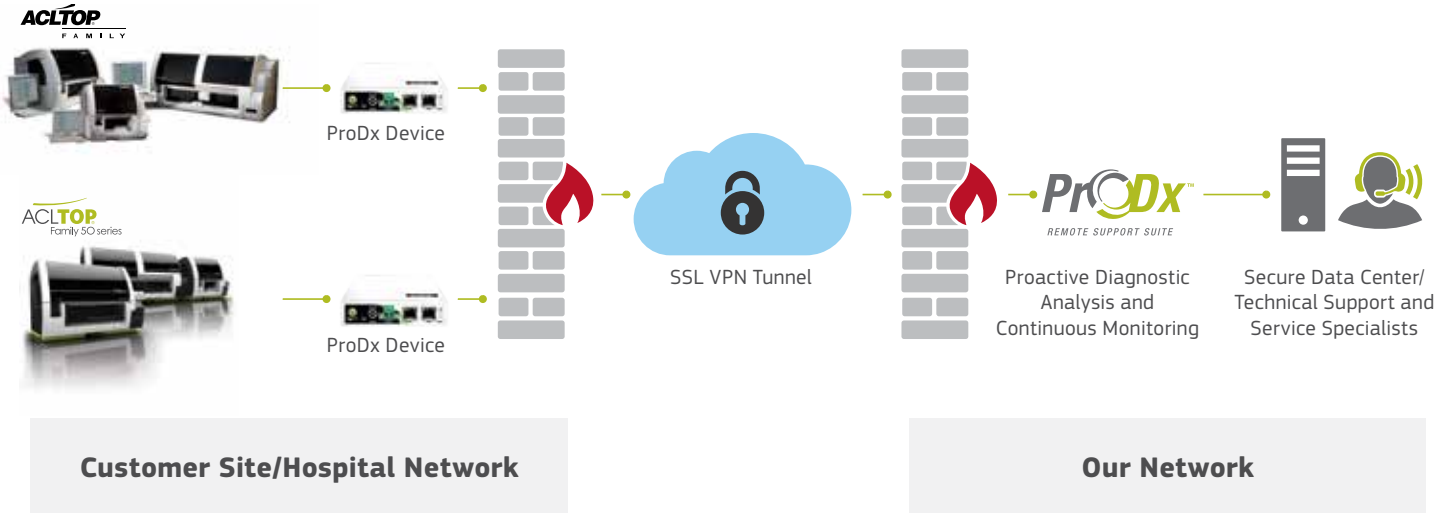 ACLTOP
FAMILY
ProDx Device
ACLTOP
Family 50 series
ProDx Device
SSL VPN Tunnel
ProDx™
REMOTE SUPPORT SUITE
Proactive Diagnostic
Analysis and
Continuous Monitoring
Secure Data Center/
Technical Support and
Service Specialists
Customer Site/Hospital Network
Our Network